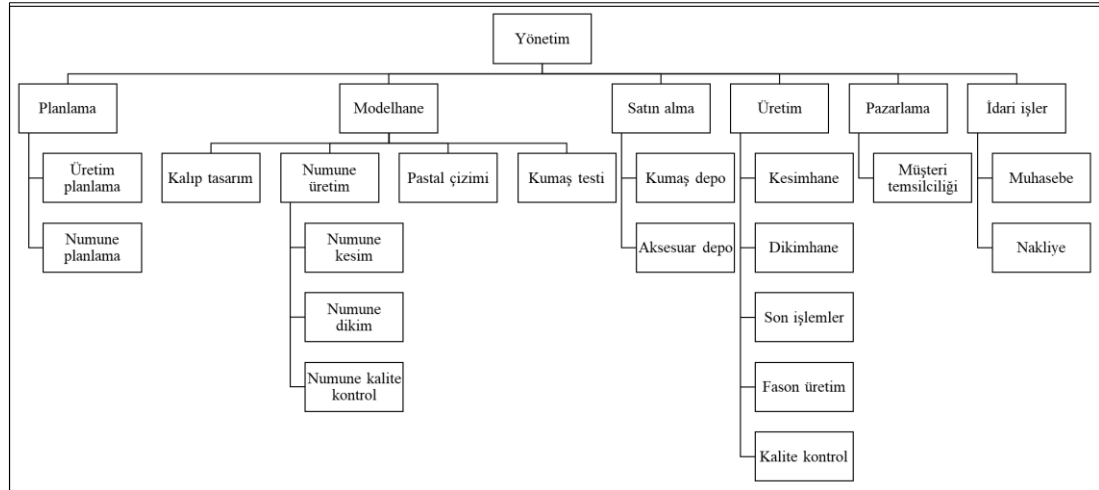 Yönetim
Planlama
Modelhane
Satın alma
Üretim
Pazarlama
İdari işler
Üretim
planlama
Kalıp tasarım
Numune
üretim
Pastal çizimi
Kumaş testi
Kumaş depo
Kesimhane
Müşteri
temsilciliği
Muhasebe
Numune
planlama
Numune
kesim
Aksesuar depo
Dikimhane
Nakliye
Numune
dikim
Son işlemler
Numune kalite
kontrol
Fason üretim
Kalite kontrol